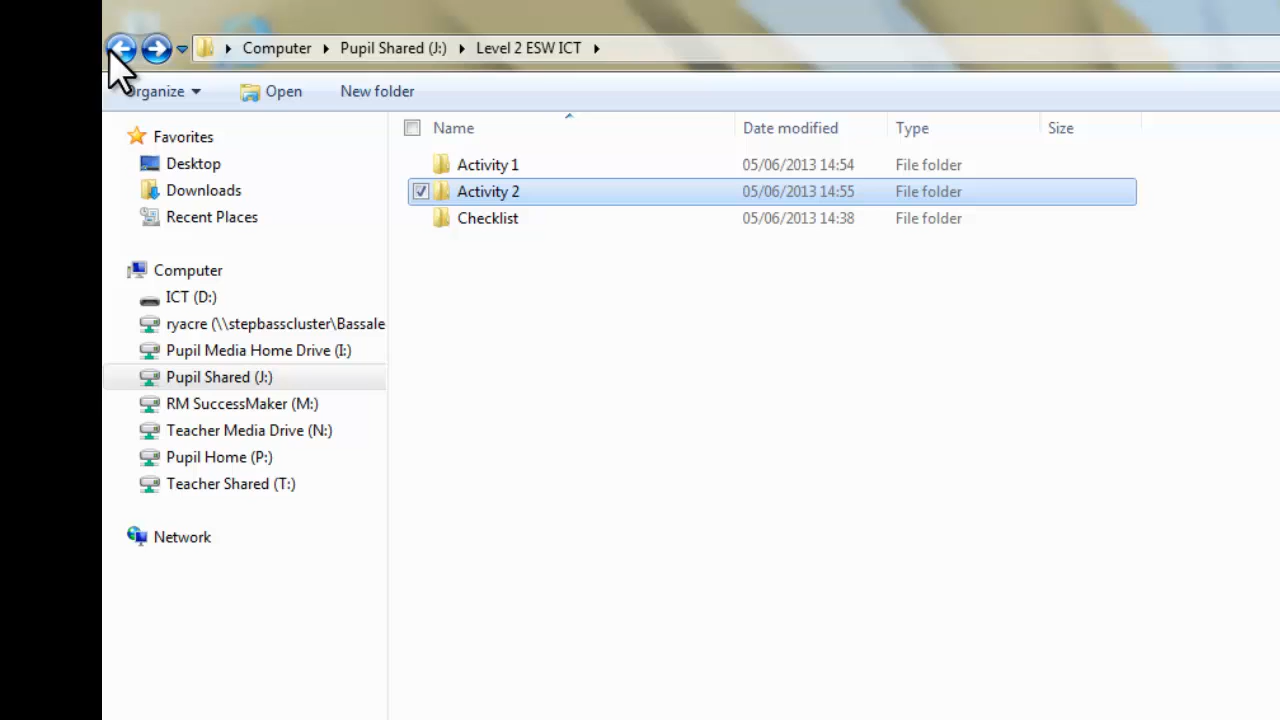 Computer Pupil Shared (J:) Level 2 ESW ICT
Organize Open New folder
Name Date modified Type Size
Activity 1 05/06/2013 14:54 File folder
Activity 2 05/06/2013 14:55 File folder
Checklist 05/06/2013 14:38 File folder
Favorites
Desktop
Downloads
Recent Places
Computer
ICT (D:)
ryacre (\\stepbasscluster\Bassale
Pupil Media Home Drive (I:)
Pupil Shared (J:)
RM SuccessMaker (M:)
Teacher Media Drive (N:)
Pupil Home (P:)
Teacher Shared (T:)
Network